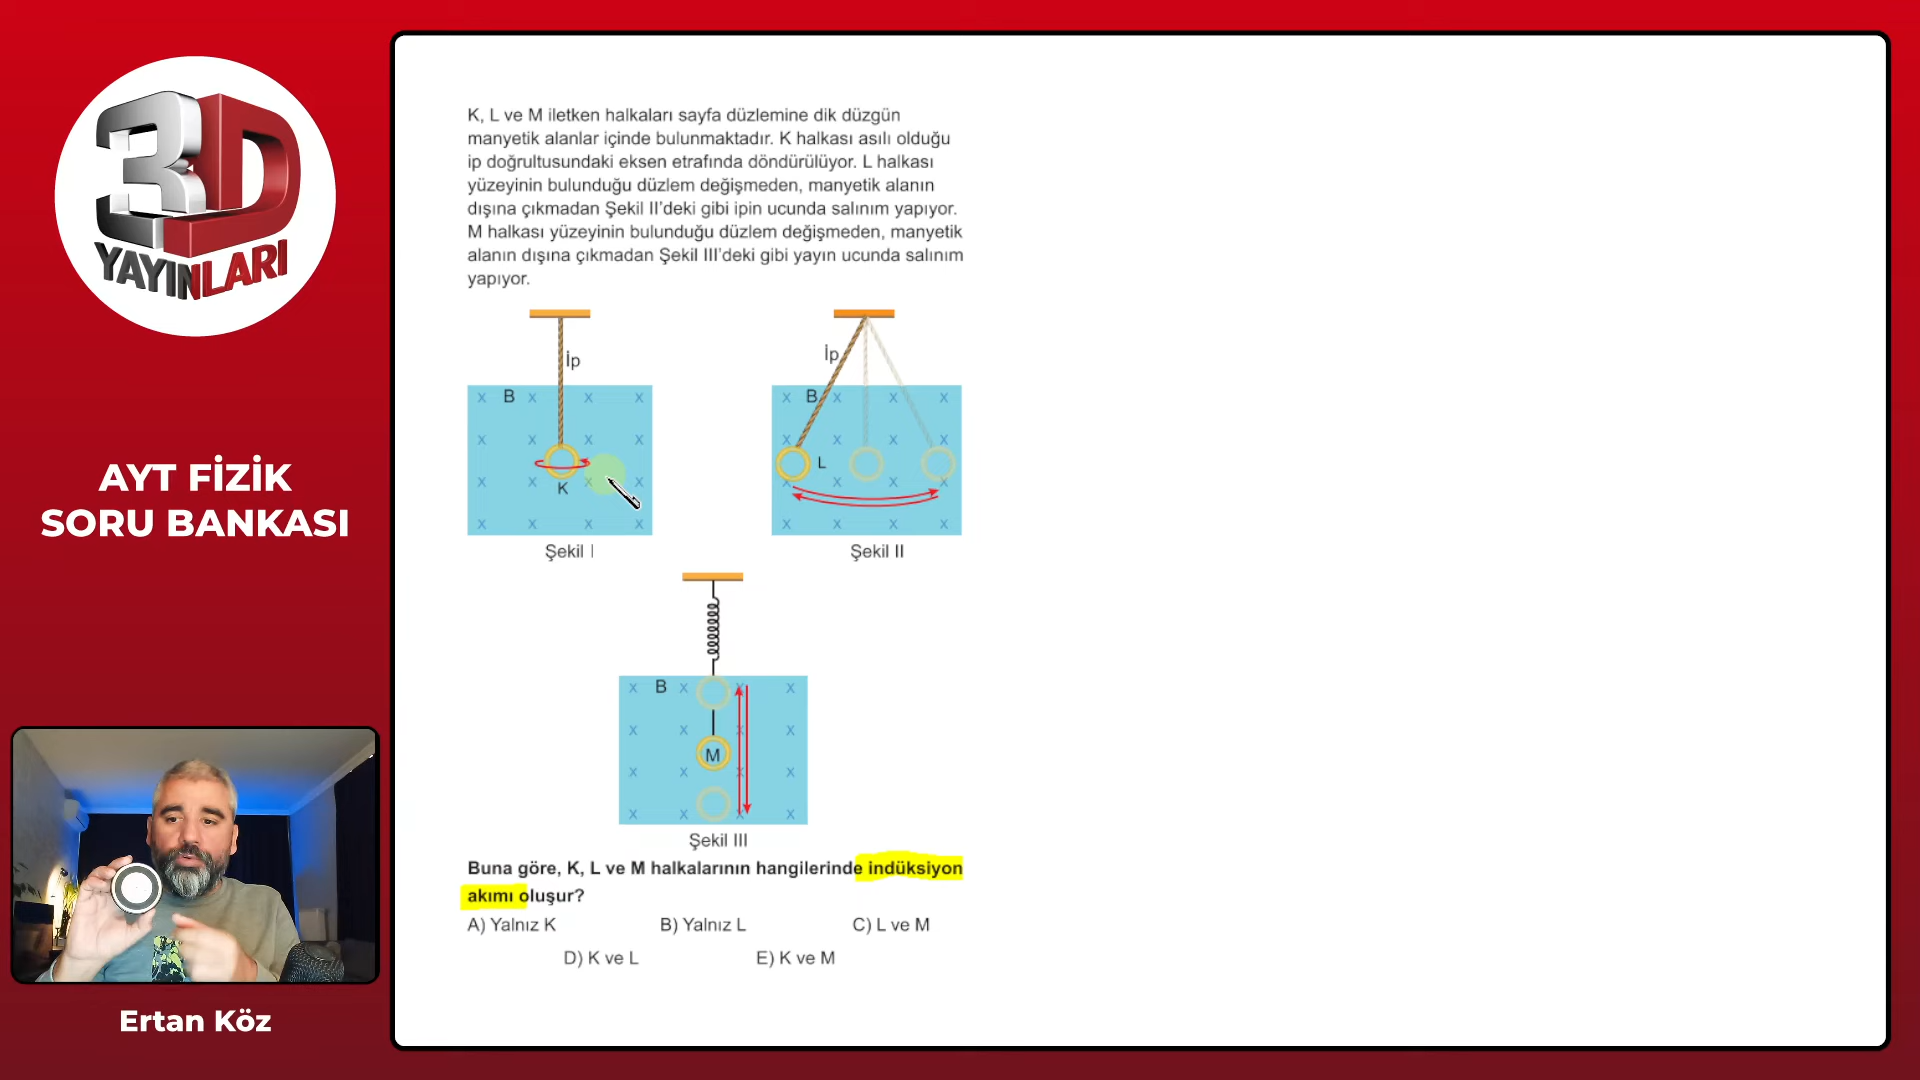 3D
YAYINLARI
AYT FİZİK
SORU BANKASI
Ertan Köz
K, L ve M iletken halkaları sayfa düzlemine dik düzgün
manyetik alanlar içinde bulunmaktadır. K halkası asılı olduğu
ip doğrultusundaki eksen etrafında döndürülüyor. L halkası
yüzeyinin bulunduğu düzlem değişmeden, manyetik alanın
dışına çıkmadan Şekil II'deki gibi ipin ucunda salınım yapıyor.
M halkası yüzeyinin bulunduğu düzlem değişmeden, manyetik
alanın dışına çıkmadan Şekil III'deki gibi yayın ucunda salınım
yapıyor.
İp
x B x x x
x x x x
x x x x
K
x x x x
Şekil I
İp
x B x x x
x x x x
L
x x x x
x x x x
Şekil II
x B x x x
x x x
M
x x x x
x x x x
Şekil III
Buna göre, K, L ve M halkalarının hangilerinde indüksiyon
akımı oluşur?
A) Yalnız K B) Yalnız L C) L ve M
D) K ve L E) K ve M